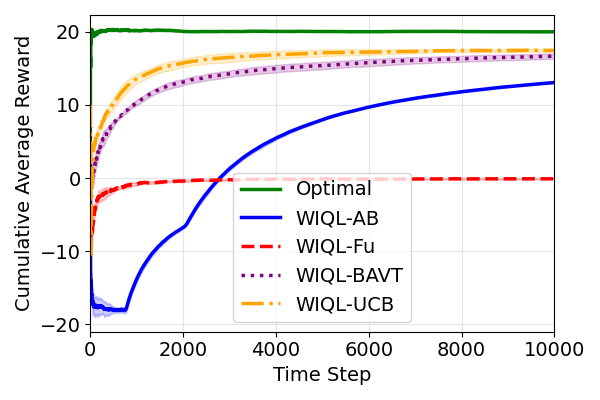 Cumulative Average Reward
20
10
0
−10
−20
Optimal
WIQL-AB
WIQL-Fu
WIQL-BAVT
WIQL-UCB
0 2000 4000 6000 8000 10000
Time Step